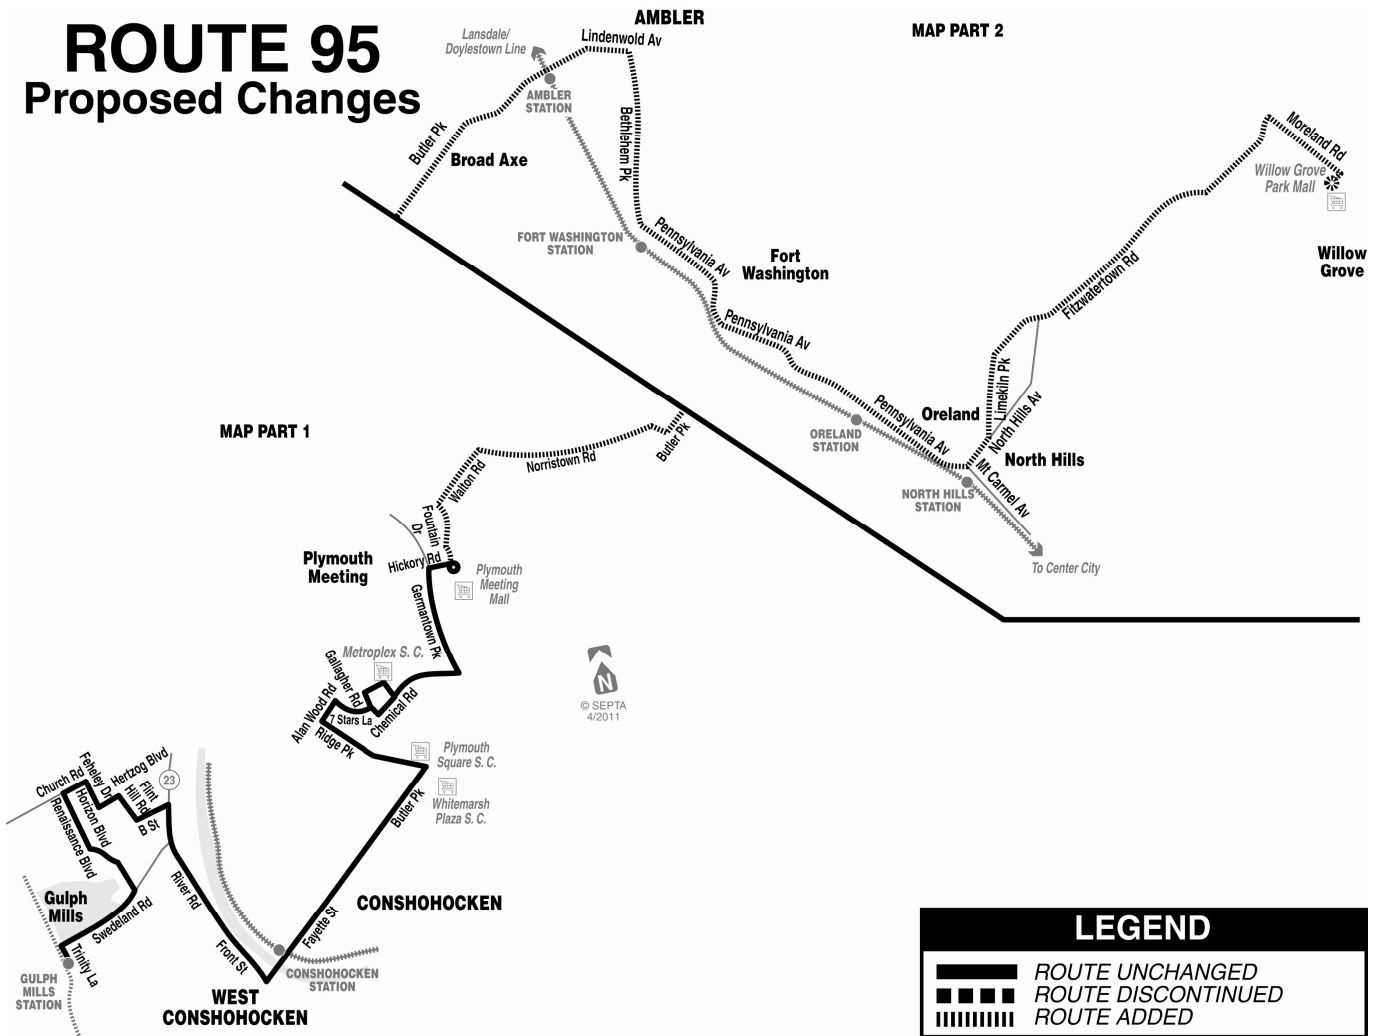 ROUTE 95
Proposed Changes
AMBLER
MAP PART 2
Lansdale/
Doylestown Line
Lindenwold Av
AMBLER
STATION
Butler Pk
Broad Axe
Bethlehem Pk
Moreland Rd
Willow Grove
Park Mall
FORT WASHINGTON
STATION
Pennsylvania Av
Fort
Washington
Willow
Grove
Fitzwatertown Rd
Pennsylvania Av
Limekiln Pk
Pennsylvania Av
Oreland
North Hills Av
ORELAND
STATION
North Hills
Mt Carmel Av
NORTH HILLS
STATION
To Center City
MAP PART 1
Butler Pk
Norristown Rd
Walton Rd
Fountain
Dr
Plymouth
Meeting
Hickory Rd
Plymouth
Meeting
Mall
Germantown Pk
Metroplex S. C.
Gallagher Rd
Alan Wood Rd
7 Stars La
Chemical Rd
Ridge Pk
N
© SEPTA
4/2011
Plymouth
Square S. C.
Whitemarsh
Plaza S. C.
Butler Pk
Church Rd
Feheley Dr
Hertzog Blvd
23
Flint
Hill Rd
B St
Horizon Blvd
Renaissance Blvd
River Rd
Gulph
Mills
Swedeland Rd
Trinity La
GULPH
MILLS
STATION
Front St
Fayette St
CONSHOHOCKEN
CONSHOHOCKEN
STATION
WEST
CONSHOHOCKEN
LEGEND
ROUTE UNCHANGED
ROUTE DISCONTINUED
ROUTE ADDED